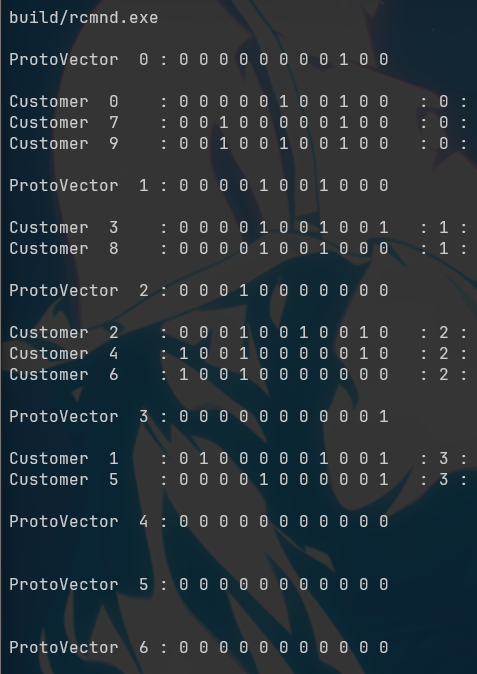 build/rcmnd.exe
ProtoVector  0 : 0 0 0 0 0 0 0 0 1 0 0
Customer  0    : 0 0 0 0 0 1 0 0 1 0 0   : 0 :
Customer  7    : 0 0 1 0 0 0 0 0 1 0 0   : 0 :
Customer  9    : 0 0 1 0 0 1 0 0 1 0 0   : 0 :
ProtoVector  1 : 0 0 0 0 1 0 0 1 0 0 0
Customer  3    : 0 0 0 0 1 0 0 1 0 0 1   : 1 :
Customer  8    : 0 0 0 0 1 0 0 1 0 0 0   : 1 :
ProtoVector  2 : 0 0 0 1 0 0 0 0 0 0 0
Customer  2    : 0 0 0 1 0 0 1 0 0 1 0   : 2 :
Customer  4    : 1 0 0 1 0 0 0 0 0 1 0   : 2 :
Customer  6    : 1 0 0 1 0 0 0 0 0 0 0   : 2 :
ProtoVector  3 : 0 0 0 0 0 0 0 0 0 0 1
Customer  1    : 0 1 0 0 0 0 0 1 0 0 1   : 3 :
Customer  5    : 0 0 0 0 1 0 0 0 0 0 1   : 3 :
ProtoVector  4 : 0 0 0 0 0 0 0 0 0 0 0
ProtoVector  5 : 0 0 0 0 0 0 0 0 0 0 0
ProtoVector  6 : 0 0 0 0 0 0 0 0 0 0 0